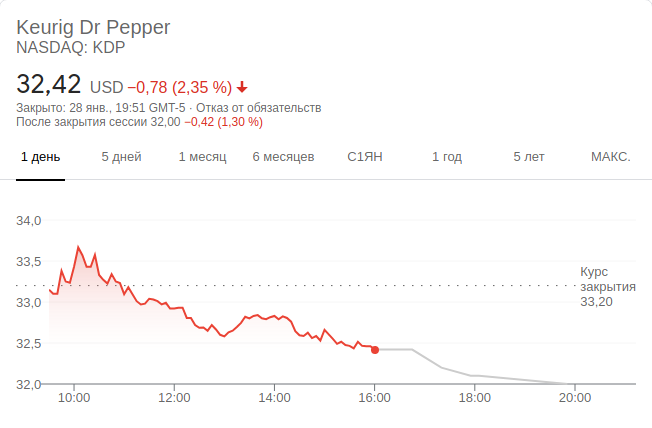 Keurig Dr Pepper
NASDAQ: KDP
32,42 USD −0,78 (2,35 %)
Закрыто: 28 янв., 19:51 GMT-5 · Отказ от обязательств
После закрытия сессии 32,00 −0,42 (1,30 %)
1 день 5 дней 1 месяц 6 месяцев С1ЯН 1 год 5 лет МАКС.
34,0
33,5
Курс
закрытия
33,20
33,0
32,5
32,0
10:00 12:00 14:00 16:00 18:00 20:00